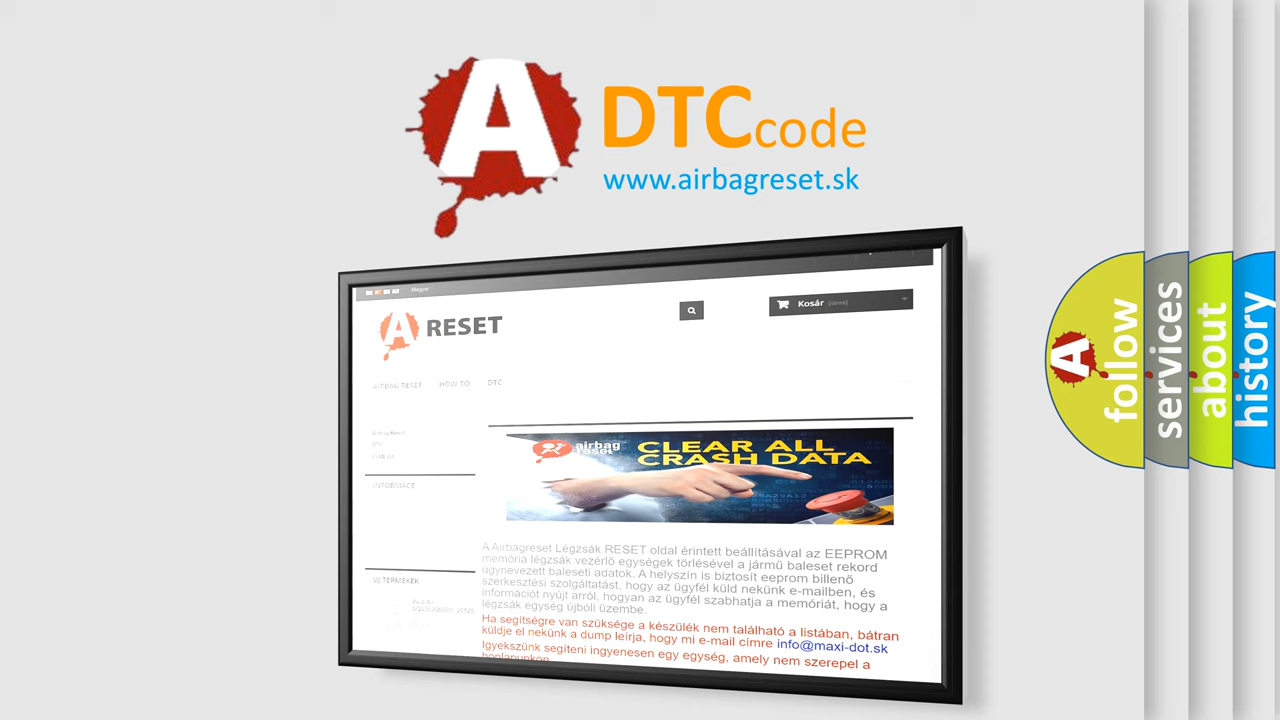 A
DTCcode
www.airbagreset.sk
Magyar
A RESET
Kosár (üres)
AIRBAG RESET HOW TO DTC
INFORMACE
airbag
reset
CLEAR ALL
CRASH DATA
A Airbagreset Légzsák RESET oldal érintett beállításával az EEPROM
memória légzsák vezérlő egységek törlésével a jármű baleset rekord
úgynevezett baleseti adatok. A helyszín is biztosít eeprom billenő
szerkesztési szolgáltatást, hogy az ügyfél küld nekünk e-mailben, és
információt nyújt arról, hogyan az ügyfél szabhatja a memóriát, hogy a
légzsák egység újbóli üzembe.
Ha segítségre van szüksége a készülék nem található a listában, bátran
küldje el nekünk a dump leírja, hogy mi e-mail címre info@maxi-dot.sk
Igyekszünk segíteni ingyenesen egy egység, amely nem szerepel a
honlapunkon
ÚJ TERMÉKEK
A
follow
services
about
history